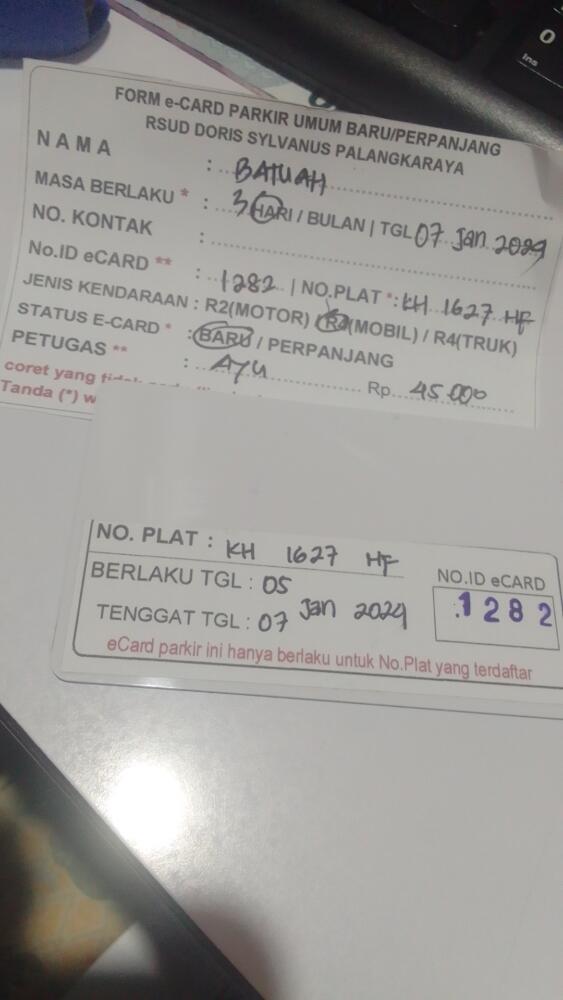 FORM e-CARD PARKIR UMUM BARU/PERPANJANG
RSUD DORIS SYLVANUS PALANGKARAYA
NAMA : BATUAH
MASA BERLAKU * : 3 HARI / BULAN | TGL 07 Jan 2024
NO. KONTAK :
No.ID eCARD ** : 1282 | NO.PLAT * : KH 1627 HF
JENIS KENDARAAN : R2(MOTOR) / R4(MOBIL) / R4(TRUK)
STATUS E-CARD * : BARU / PERPANJANG
PETUGAS ** : Ayu Rp. 45.000
coret yang
Tanda (*) w
NO. PLAT : KH 1627 HF
BERLAKU TGL : 05
TENGGAT TGL : 07 Jan 2024
NO.ID eCARD
1282
eCard parkir ini hanya berlaku untuk No.Plat yang terdaftar
0
Ins